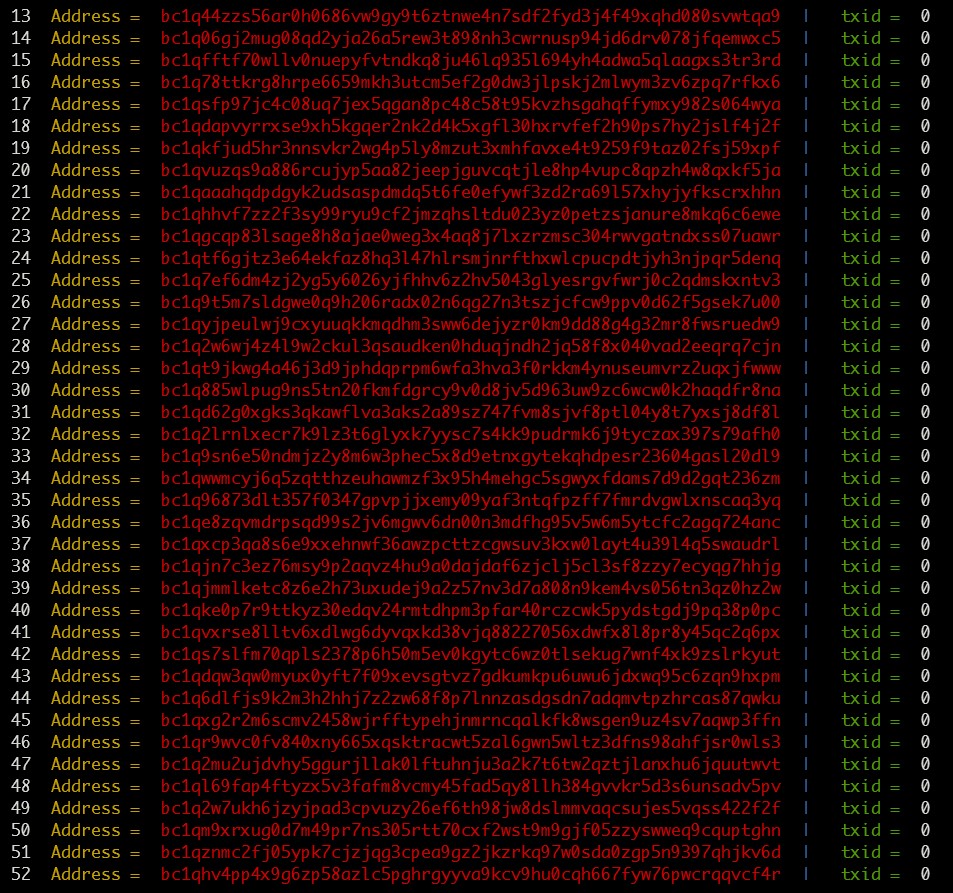 13 Address = bc1q44zzs56ar0h0686vw9gy9t6ztnwe4n7sdf2fyd3j4f49xqhd080svwtqa9 | txid = 0
14 Address = bc1q06gj2mug08qd2yja26a5rew3t898nh3cwrnusp94jd6drv078jfqemwxc5 | txid = 0
15 Address = bc1qfftf70wllv0nuepyfvtndkq8ju46lq935l694yh4adwa5qlaagxs3tr3rd | txid = 0
16 Address = bc1q78ttkrg8hrpe6659mkh3utcm5ef2g0dw3jlpskj2mlwym3zv6zpq7rfkx6 | txid = 0
17 Address = bc1qsfp97jc4c08uq7jex5qgan8pc48c58t95kvzhsgahqffymxy982s064wya | txid = 0
18 Address = bc1qdapvyrrxse9xh5kgqer2nk2d4k5xgfl30hxrvfef2h90ps7hy2jslf4j2f | txid = 0
19 Address = bc1qkfjud5hr3nnsvkr2wg4p5ly8mzut3xmhfavxe4t9259f9taz02fsj59xpf | txid = 0
20 Address = bc1qvuzqs9a886rcujyp5aa82jeepjguvcqtjle8hp4vupc8qpzh4w8qxkf5ja | txid = 0
21 Address = bc1qaaahqdpdgyk2udsaspdmdq5t6fe0efywf3zd2ra69l57xhyjyfkscrxhhn | txid = 0
22 Address = bc1qhhvf7zz2f3sy99ryu9cf2jmzqhsltdu023yz0petzsjanure8mkq6c6ewe | txid = 0
23 Address = bc1qgcqp83lsage8h8ajae0weg3x4aq8j7lxzrzmsc304rwvgatndxss07uawr | txid = 0
24 Address = bc1qtf6gjtz3e64ekfaz8hq3l47hlrsmjnrfthxwlcpucpdtjyh3njpqr5denq | txid = 0
25 Address = bc1q7ef6dm4zj2yg5y6026yjfhhv6z2hv5043glyesrgvfwrj0c2qdmskxntv3 | txid = 0
26 Address = bc1q9t5m7sldgwe0q9h206radx02n6qg27n3tszjcfcw9ppv0d62f5gsek7u00 | txid = 0
27 Address = bc1qyjpeulwj9cxyuuqkkmqdhm3sww6dejyzr0km9dd88g4g32mr8fwsruedw9 | txid = 0
28 Address = bc1q2w6wj4z4l9w2ckul3qsaudken0hduqjndh2jq58f8x040vad2eeqrq7cjn | txid = 0
29 Address = bc1qt9jkwg4a46j3d9jphdqprpm6wfa3hva3f0rkkm4ynuseumvrz2uqxjfwww | txid = 0
30 Address = bc1q885wlpug9ns5tn20fkmfdgrcy9v0d8jv5d963uw9zc6wcw0k2haqdfr8na | txid = 0
31 Address = bc1qd62g0xgks3qkawflva3aks2a89sz747fvm8sjvf8ptl04y8t7yxsj8df8l | txid = 0
32 Address = bc1q2lrnlxecr7k9lz3t6glyxk7yysc7s4kk9pudrmk6j9tyczax397s79afh0 | txid = 0
33 Address = bc1q9sn6e50ndmjz2y8m6w3phec5x8d9etnxgytekqhdpesr23604gasl20dl9 | txid = 0
34 Address = bc1qwwmcyj6q5zqtthzeuhawmzf3x95h4mehgc5sgwyxfdams7d9d2gqt236zm | txid = 0
35 Address = bc1q96873dlt357f0347gpvpjjxemy09yaf3ntqfpzff7fmrdvgwlxnscaq3yq | txid = 0
36 Address = bc1qe8zqvmdrpsqd99s2jv6mgwv6dn00n3mdfhg95v5w6m5ytcfc2agq724anc | txid = 0
37 Address = bc1qxcp3qa8s6e9xxehnwf36awzpcttzcgwsuv3kxw0layt4u39l4q5swaudrl | txid = 0
38 Address = bc1qjn7c3ez76msy9p2aqvz4hu9a0dajdaf6zjclj5cl3sf8zzy7ecyqg7hhjg | txid = 0
39 Address = bc1qjmmlketc8z6e2h73uxudej9a2z57nv3d7a808n9kem4vs056tn3qz0hz2w | txid = 0
40 Address = bc1qke0p7r9ttkyz30edqv24rmtdhpm3pfar40rczcwk5pydstgdj9pq38p0pc | txid = 0
41 Address = bc1qvxrse8lltv6xdlwg6dyvqxkd38vjq88227056xdwfx8l8pr8y45qc2q6px | txid = 0
42 Address = bc1qs7slfm70qpls2378p6h50m5ev0kgytc6wz0tlsekug7wnf4xk9zslrkyut | txid = 0
43 Address = bc1qdqw3qw0myux0yft7f09xevsgtvz7gdkumkpu6uwu6jdxwq95c6zqn9hxpm | txid = 0
44 Address = bc1q6dlfjs9k2m3h2hhj7z2zw68f8p7lnnzasdgsdn7adqmvtpzhrcas87qwku | txid = 0
45 Address = bc1qxg2r2m6scmv2458wjrfftypehjnmrncqalkfk8wsgen9uz4sv7aqwp3ffn | txid = 0
46 Address = bc1qr9wvc0fv840xny665xqsktracwt5zal6gwn5wltz3dfns98ahfjsr0wls3 | txid = 0
47 Address = bc1q2mu2ujdvhy5ggurjllak0lftuhnju3a2k7t6tw2qztjlanxhu6jquutwvt | txid = 0
48 Address = bc1ql69fap4ftyzx5v3fafm8vcmy45fad5qy8llh384gvvkr5d3s6unsadv5pv | txid = 0
49 Address = bc1q2w7ukh6jzyjpad3cpvuzy26ef6th98jw8dslmmvaqcsujes5vqss422f2f | txid = 0
50 Address = bc1qm9xrxug0d7m49pr7ns305rtt70cxf2wst9m9gjf05zzyswweq9cquptghn | txid = 0
51 Address = bc1qznmc2fj05ypk7cjzjqg3cpea9gz2jkzrkq97w0sda0zgp5n9397qhjkv6d | txid = 0
52 Address = bc1qhv4pp4x9g6zp58azlc5pghrgyyva9kcv9hu0cqh667fyw76pwcrqqvcf4r | txid = 0